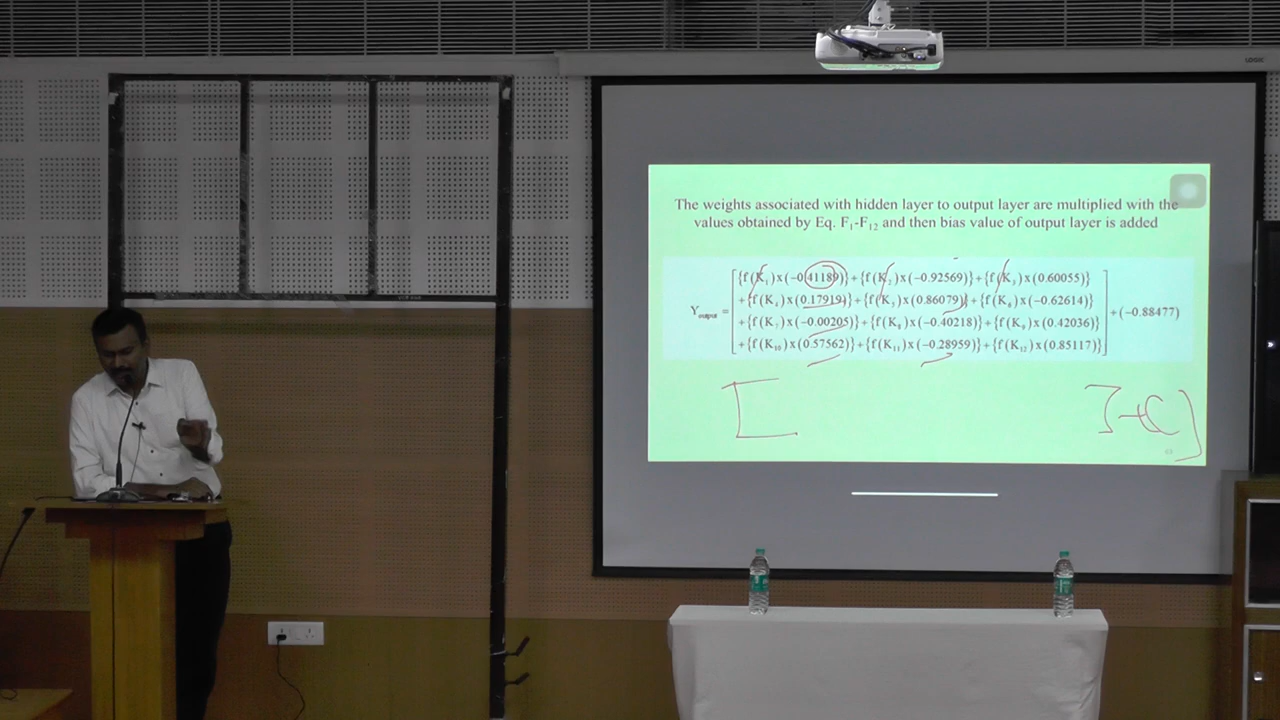 LOGIC
The weights associated with hidden layer to output layer are multiplied with the
values obtained by Eq. F₁-F₁₂ and then bias value of output layer is added
{f(K₁)x(-0.41189)}+{f(K₂)x(-0.92569)}+{f(K₃)x(0.60055)}
+{f(K₄)x(0.17919)}+{f(K₅)x(0.86079)}+{f(K₆)x(-0.62614)}
Y_output = +(-0.88477)
+{f(K₇)x(-0.00205)}+{f(K₈)x(-0.40218)}+{f(K₉)x(0.42036)}
+{f(K₁₀)x(0.57562)}+{f(K₁₁)x(-0.28959)}+{f(K₁₂)x(0.85117)}